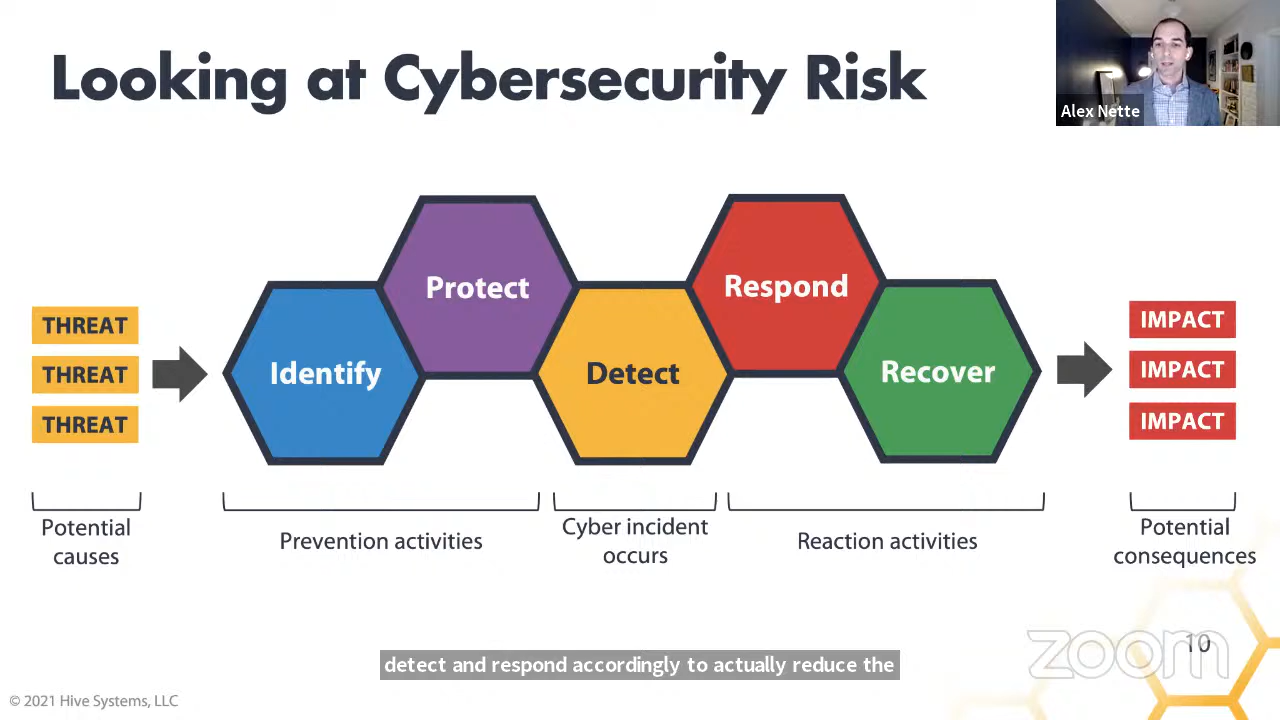 Looking at Cybersecurity Risk
Alex Nette
Protect
Respond
Identify
Detect
Recover
THREAT
THREAT
THREAT
IMPACT
IMPACT
IMPACT
Potential
causes
Prevention activities
Cyber incident
occurs
Reaction activities
Potential
consequences
zoom
10
detect and respond accordingly to actually reduce the
© 2021 Hive Systems, LLC